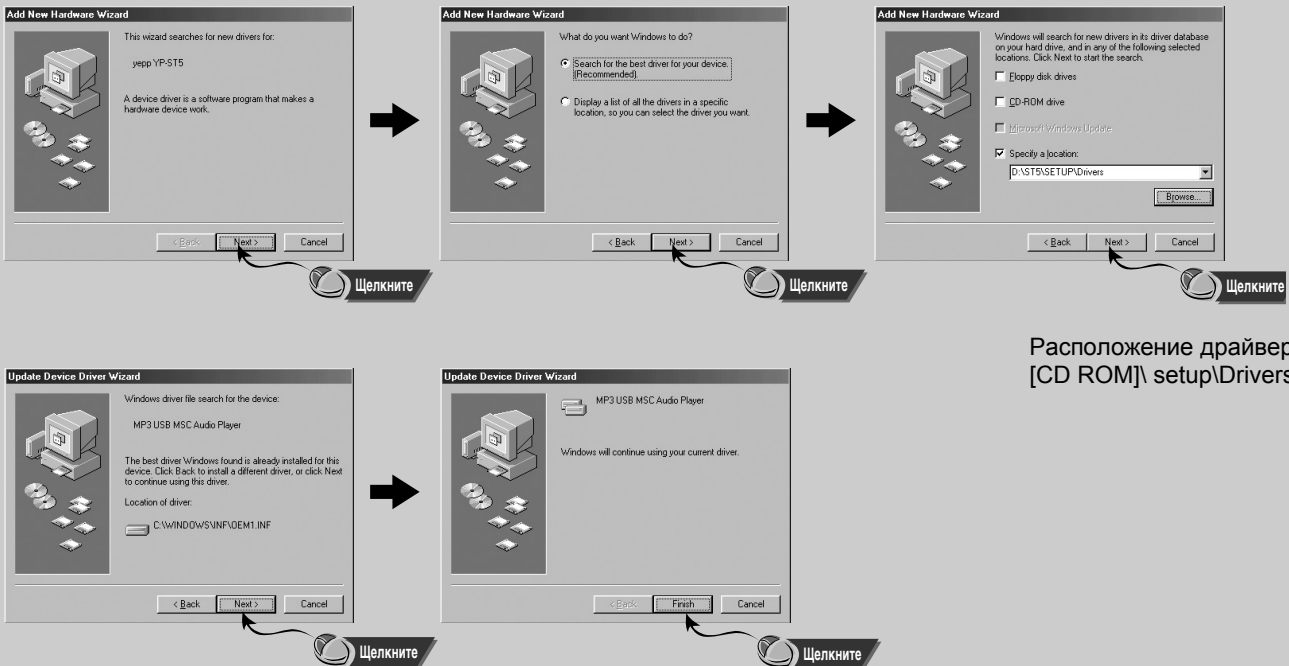 Add New Hardware Wizard
This wizard searches for new drivers for:
yepp YP-ST5
A device driver is a software program that makes a
hardware device work.
< Back
Next >
Cancel
Щелкните
Add New Hardware Wizard
What do you want Windows to do?
Search for the best driver for your device.
(Recommended).
Display a list of all the drivers in a specific
location, so you can select the driver you want.
< Back
Next >
Cancel
Щелкните
Add New Hardware Wizard
Windows will search for new drivers in its driver database
on your hard drive, and in any of the following selected
locations. Click Next to start the search.
Floppy disk drives
CD-ROM drive
Microsoft Windows Update
Specify a location:
D:\ST5\SETUP\Drivers
Browse...
< Back
Next >
Cancel
Щелкните
Расположение драйвер
[CD ROM]\ setup\Drivers
Update Device Driver Wizard
Windows driver file search for the device:
MP3 USB MSC Audio Player
The best driver Windows found is already installed for this
device. Click Back to install a different driver, or click Next
to continue using this driver.
Location of driver:
C:\WINDOWS\INF\OEM1.INF
< Back
Next >
Cancel
Щелкните
Update Device Driver Wizard
MP3 USB MSC Audio Player
Windows will continue using your current driver.
< Back
Finish
Cancel
Щелкните